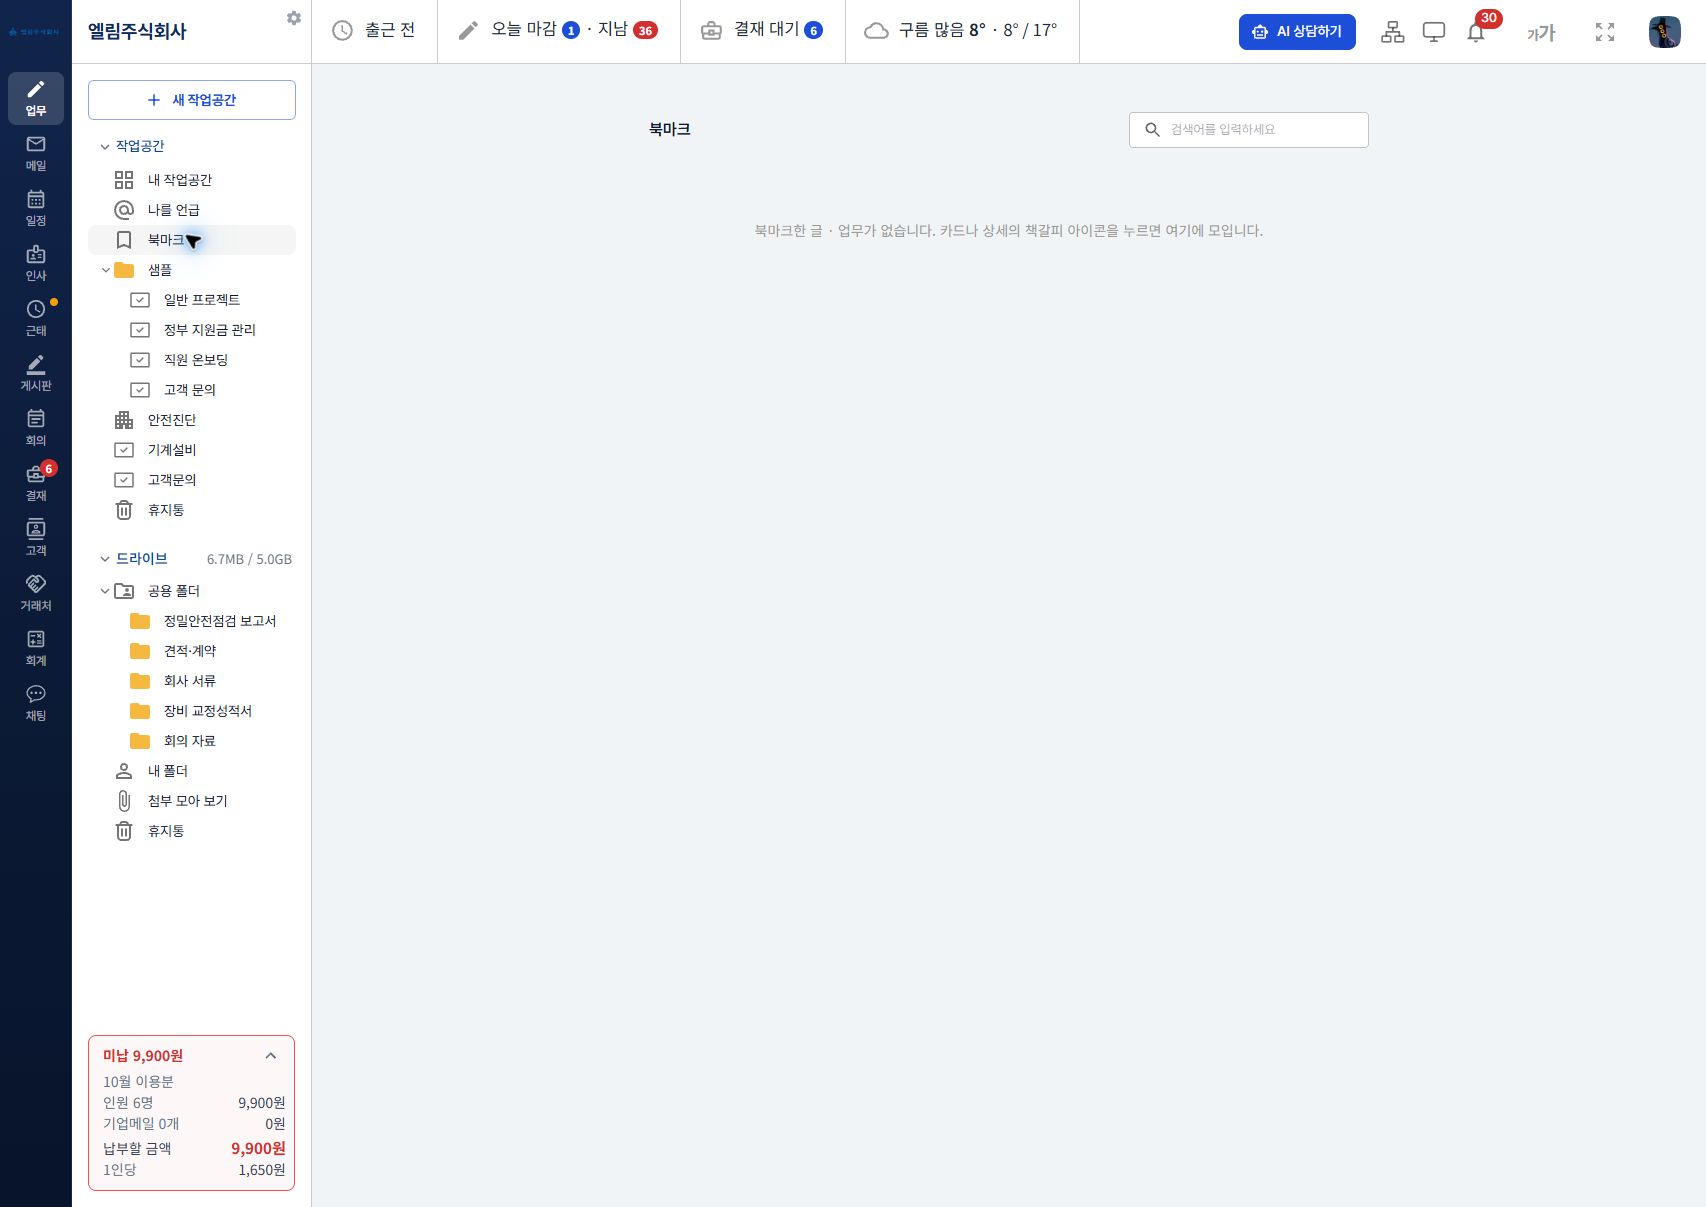 엘림주식회사
엘림주식회사
출근 전
오늘 마감 1 · 지남 36
결재 대기 6
구름 많음 8° · 8° / 17°
AI 상담하기
30
가가
업무
메일
일정
인사
근태
게시판
회의
6
결재
고객
거래처
회계
채팅
새 작업공간
작업공간
내 작업공간
나를 언급
북마크
샘플
일반 프로젝트
정부 지원금 관리
직원 온보딩
고객 문의
안전진단
기계설비
고객문의
휴지통
드라이브 6.7MB / 5.0GB
공용 폴더
정밀안전점검 보고서
견적·계약
회사 서류
장비 교정성적서
회의 자료
내 폴더
첨부 모아 보기
휴지통
미납 9,900원
10월 이용분
인원 6명 9,900원
기업메일 0개 0원
납부할 금액 9,900원
1인당 1,650원
북마크
검색어를 입력하세요
북마크한 글 · 업무가 없습니다. 카드나 상세의 책갈피 아이콘을 누르면 여기에 모입니다.